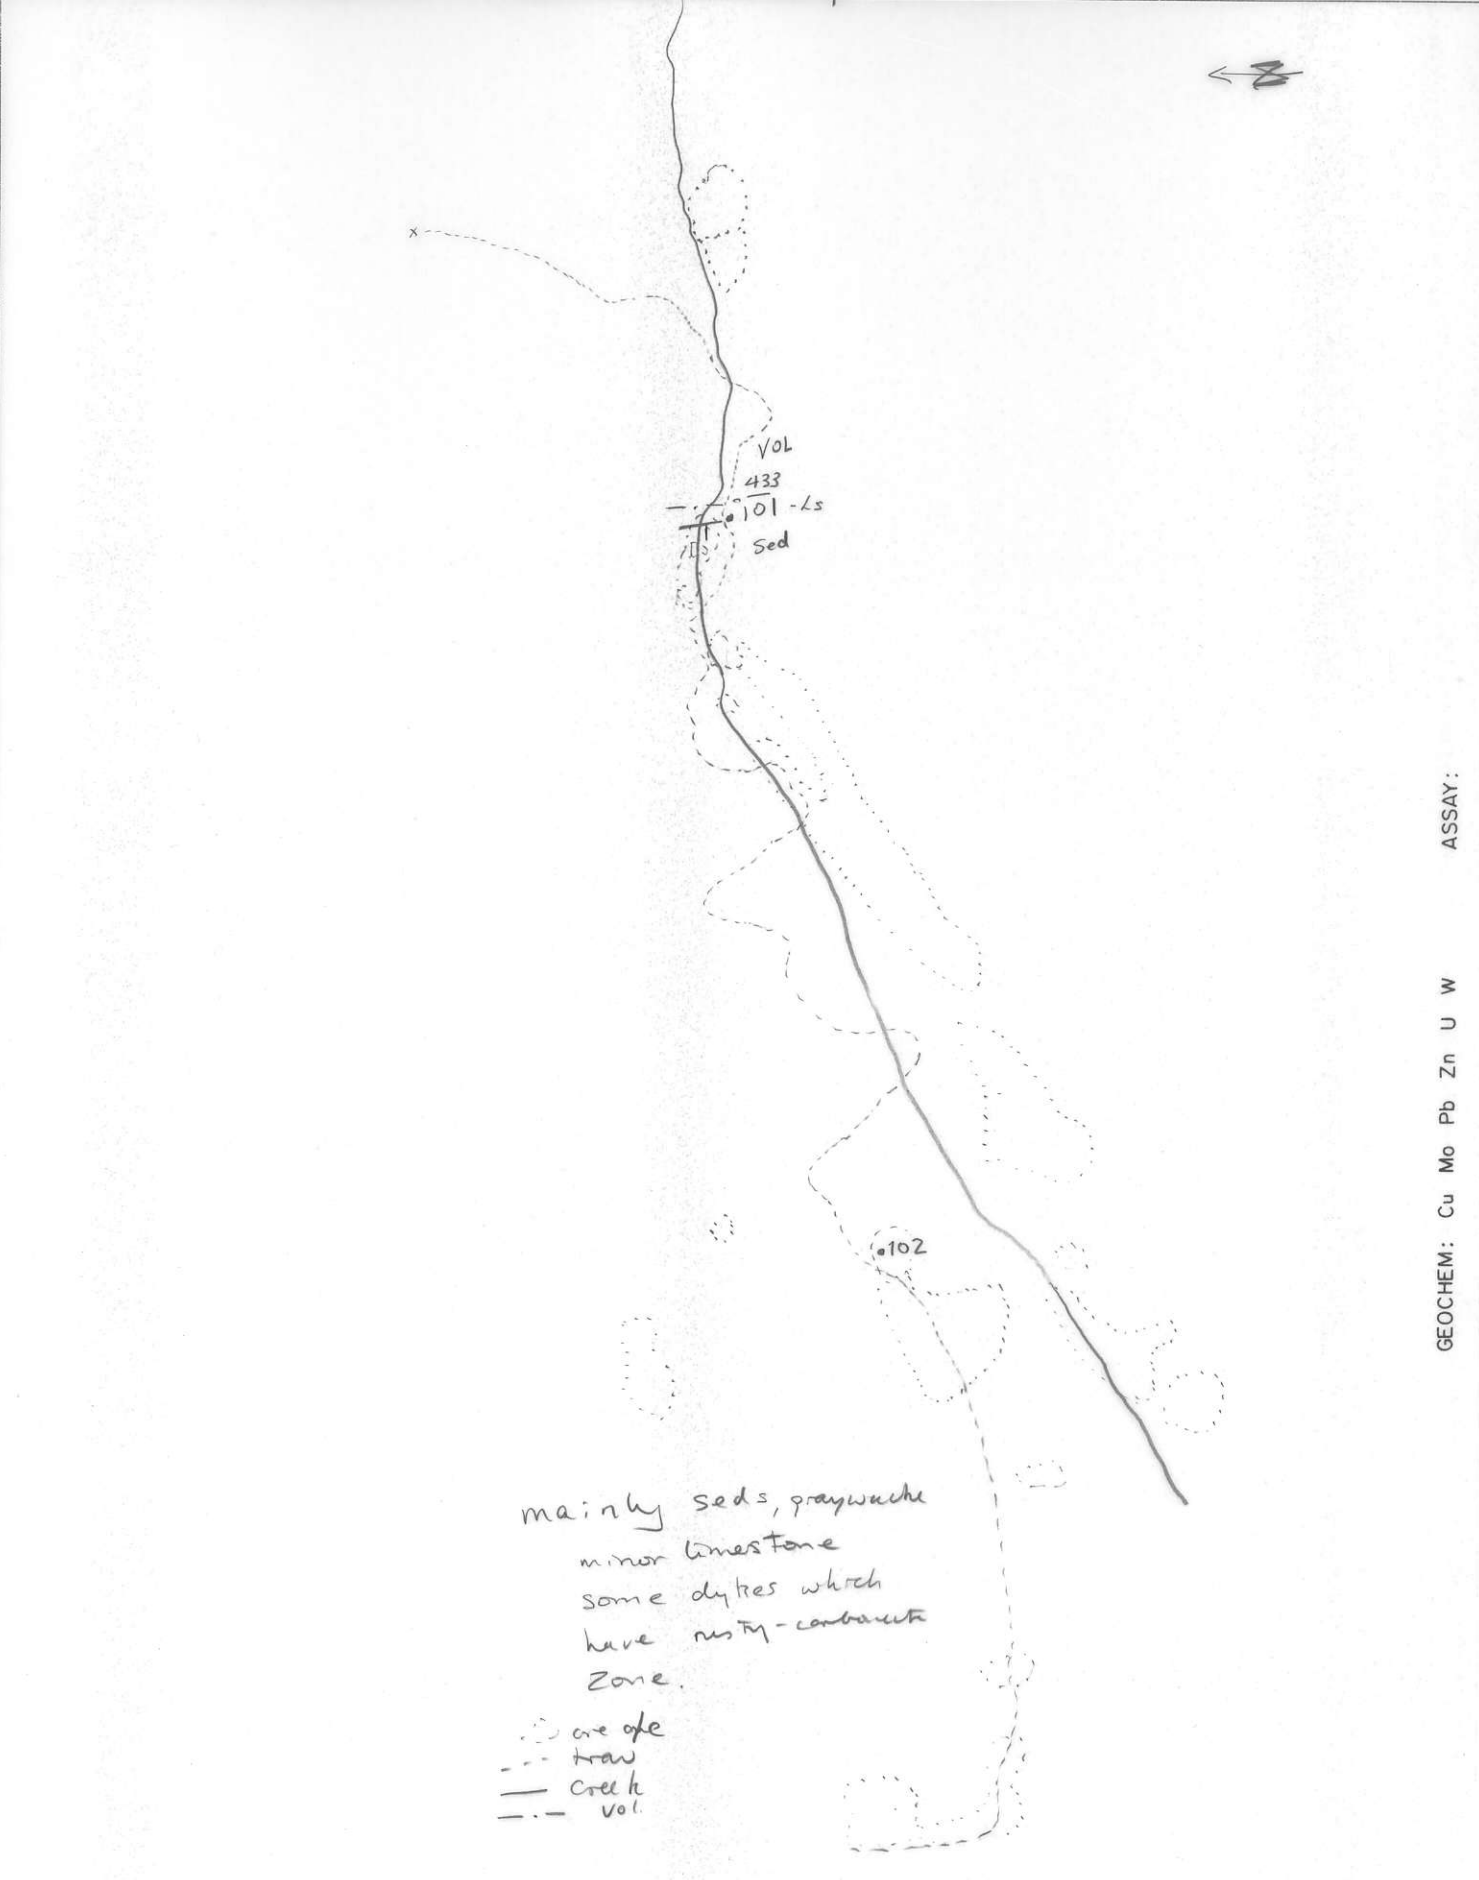 N
x
VOL
433
101 - Ls
Sed
.102
mainly seds, graywacke
minor limestone
some dykes which
have rusty-carbonate
Zone.
are
trav
Creek
Vol.
ASSAY:
GEOCHEM: Cu Mo Pb Zn U W